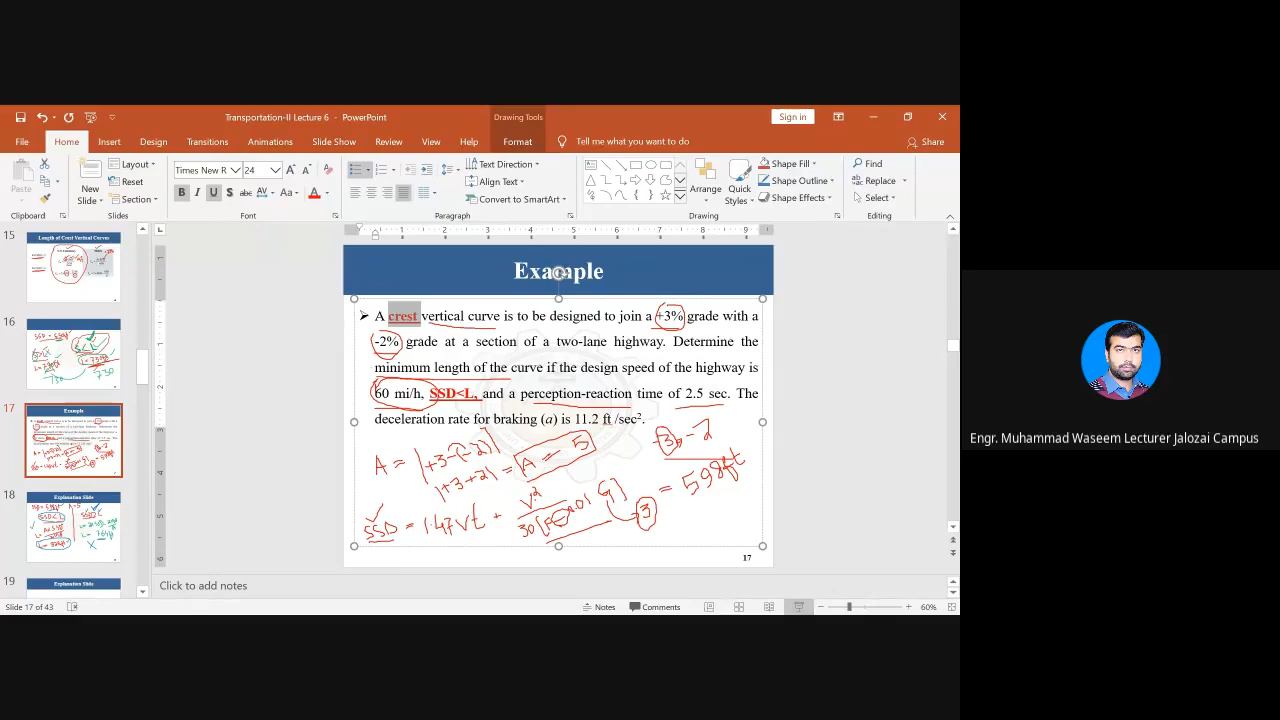 Transportation-II Lecture 6 - PowerPoint
Drawing Tools
Sign in
File Home Insert Design Transitions Animations Slide Show Review View Help Format Tell me what you want to do Share
Paste
Clipboard
New Slide
Layout
Reset
Section
Slides
Times New R 24
B I U S abc AV Aa A
Font
Text Direction
Align Text
Convert to SmartArt
Paragraph
Arrange
Quick Styles
Shape Fill
Shape Outline
Shape Effects
Drawing
Find
Replace
Select
Editing
15
Length of Crest Vertical Curves
16
17
Example
18
Explanation Slide
19
Explanation Slide
Example
A crest vertical curve is to be designed to join a +3% grade with a
-2% grade at a section of a two-lane highway. Determine the
minimum length of the curve if the design speed of the highway is
60 mi/h, SSD<L, and a perception-reaction time of 2.5 sec. The
deceleration rate for braking (a) is 11.2 ft /sec².
A = |+3-(-2)|
|+3+2| = A = 5
SSD = 1.47vt +
= 598ft
17
Click to add notes
Slide 17 of 43
Notes
Comments
60%
Engr. Muhammad Waseem Lecturer Jalozai Campus